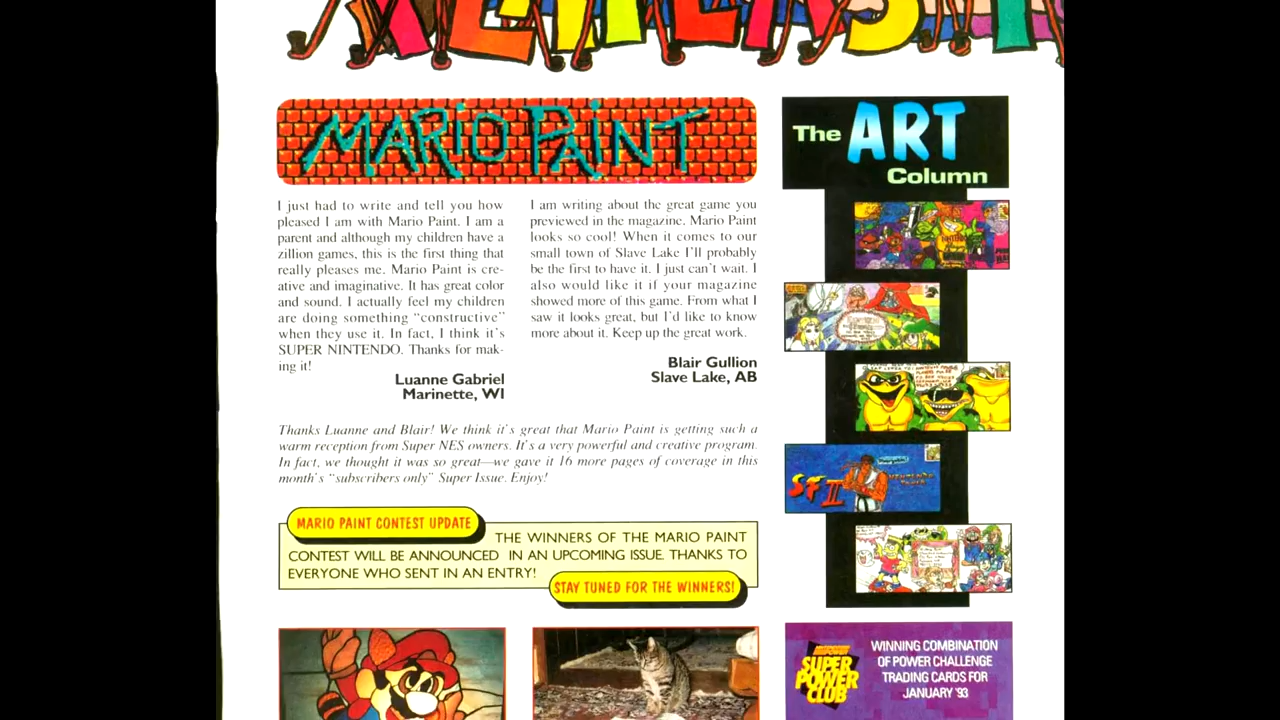 MARIO PAINT
I just had to write and tell you how
pleased I am with Mario Paint. I am a
parent and although my children have a
zillion games, this is the first thing that
really pleases me. Mario Paint is cre-
ative and imaginative. It has great color
and sound. I actually feel my children
are doing something "constructive"
when they use it. In fact, I think it's
SUPER NINTENDO. Thanks for mak-
ing it!
Luanne Gabriel
Marinette, WI
I am writing about the great game you
previewed in the magazine, Mario Paint
looks so cool! When it comes to our
small town of Slave Lake I'll probably
be the first to have it. I just can't wait. I
also would like it if your magazine
showed more of this game. From what I
saw it looks great, but I'd like to know
more about it. Keep up the great work.
Blair Gullion
Slave Lake, AB
Thanks Luanne and Blair! We think it's great that Mario Paint is getting such a
warm reception from Super NES owners. It's a very powerful and creative program.
In fact, we thought it was so great—we gave it 16 more pages of coverage in this
month's "subscribers only" Super Issue. Enjoy!
MARIO PAINT CONTEST UPDATE
THE WINNERS OF THE MARIO PAINT
CONTEST WILL BE ANNOUNCED IN AN UPCOMING ISSUE. THANKS TO
EVERYONE WHO SENT IN AN ENTRY!
STAY TUNED FOR THE WINNERS!
The ART
Column
SF II
SUPER
POWER
CLUB
WINNING COMBINATION
OF POWER CHALLENGE
TRADING CARDS FOR
JANUARY '93